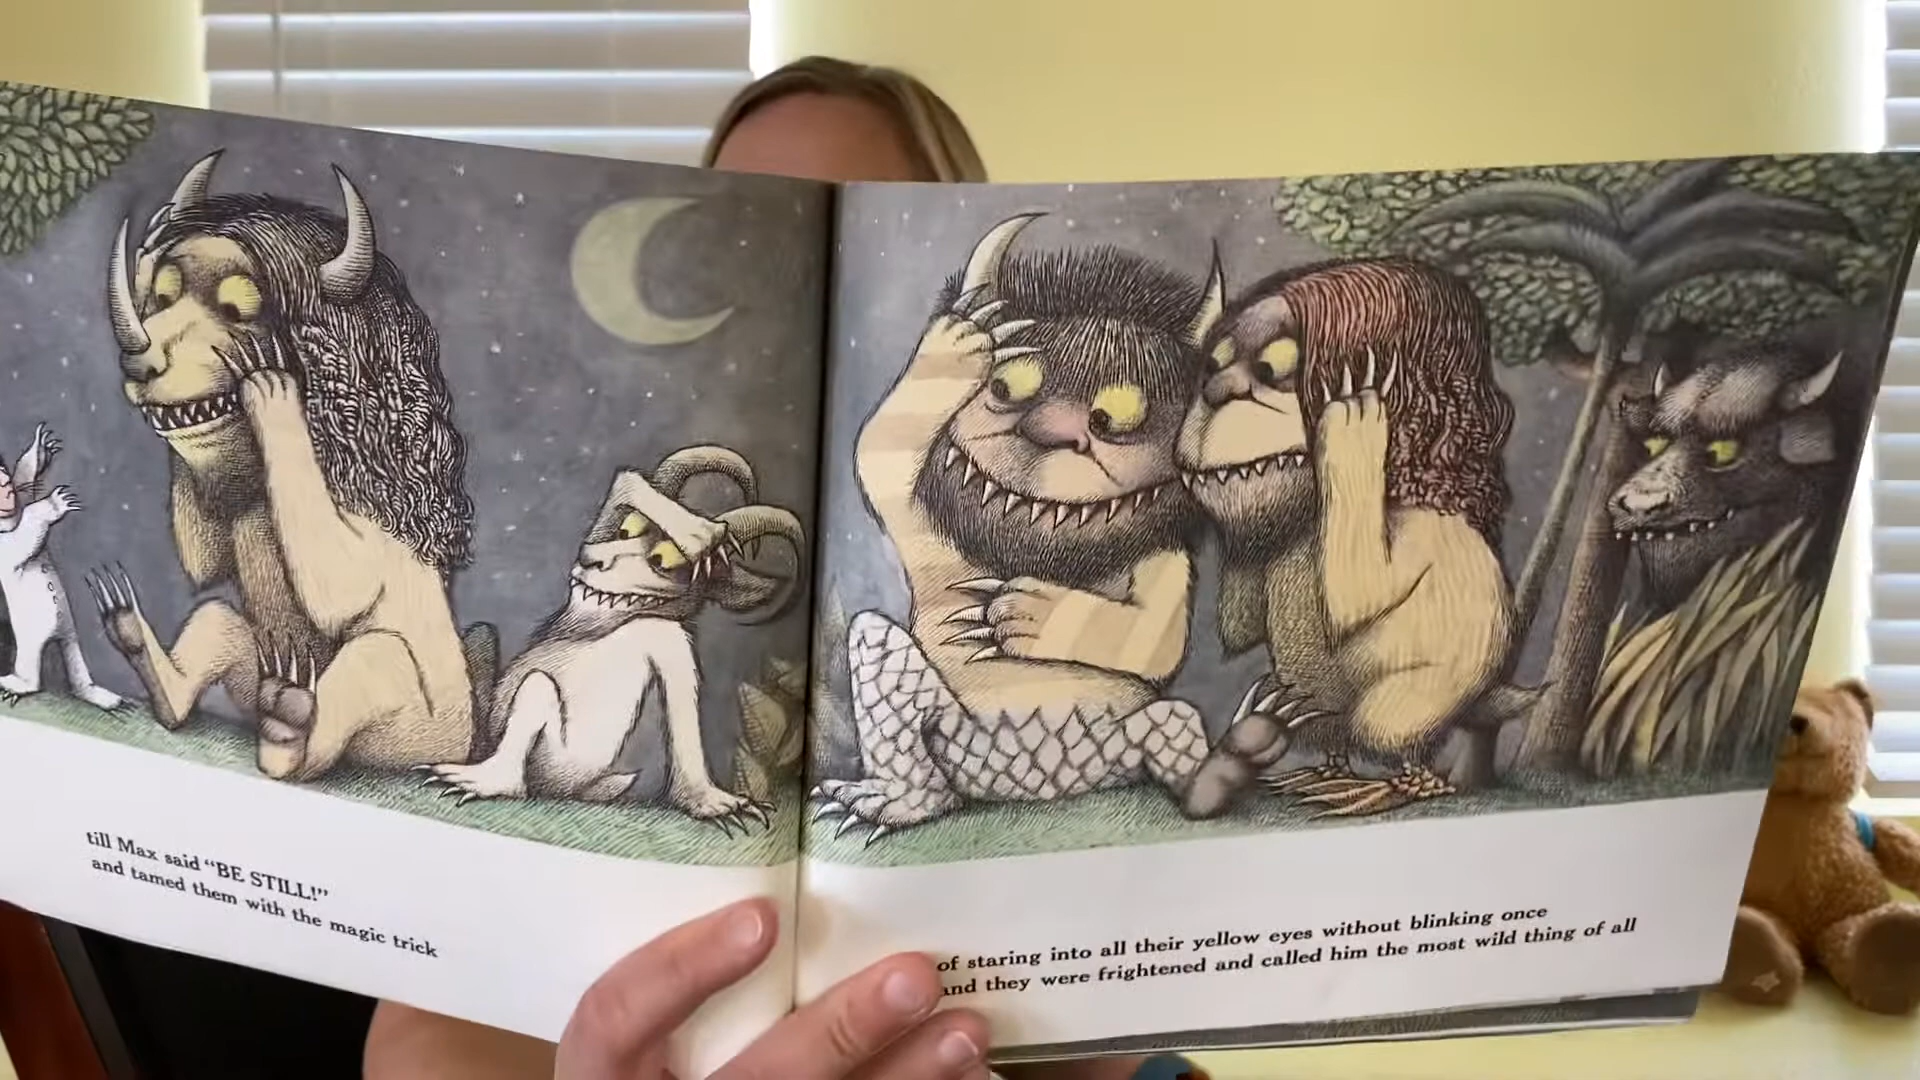 till Max said “BE STILL!”
and tamed them with the magic trick
of staring into all their yellow eyes without blinking once
and they were frightened and called him the most wild thing of all